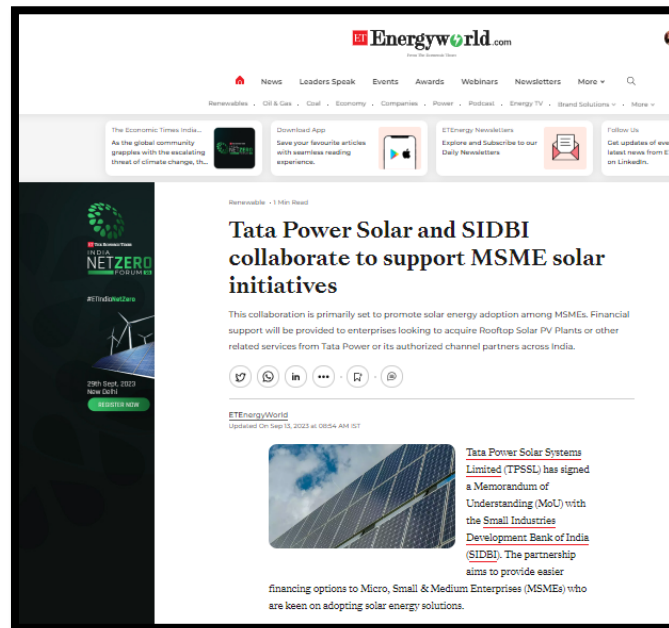 ET Energyworld.com
From The Economic Times
News Leaders Speak Events Awards Webinars Newsletters More
Renewables Oil & Gas Coal Economy Companies Power Podcast Energy TV Brand Solutions More
The Economic Times India...
As the global community
grapples with the escalating
threat of climate change, th...
Download App
Save your favourite articles
with seamless reading
experience.
ETEnergy Newsletters
Explore and Subscribe to our
Daily Newsletters
Follow Us
Get updates of eve
latest news from E
on LinkedIn.
THE ECONOMIC TIMES
INDIA
NETZERO
FORUM
#ETIndiaNetZero
29th Sept, 2023
New Delhi
REGISTER NOW
Renewable • 1 Min Read
Tata Power Solar and SIDBI
collaborate to support MSME solar
initiatives
This collaboration is primarily set to promote solar energy adoption among MSMEs. Financial
support will be provided to enterprises looking to acquire Rooftop Solar PV Plants or other
related services from Tata Power or its authorized channel partners across India.
ETEnergyWorld
Updated On Sep 13, 2023 at 08:54 AM IST
Tata Power Solar Systems
Limited (TPSSL) has signed
a Memorandum of
Understanding (MoU) with
the Small Industries
Development Bank of India
(SIDBI). The partnership
aims to provide easier
financing options to Micro, Small & Medium Enterprises (MSMEs) who
are keen on adopting solar energy solutions.